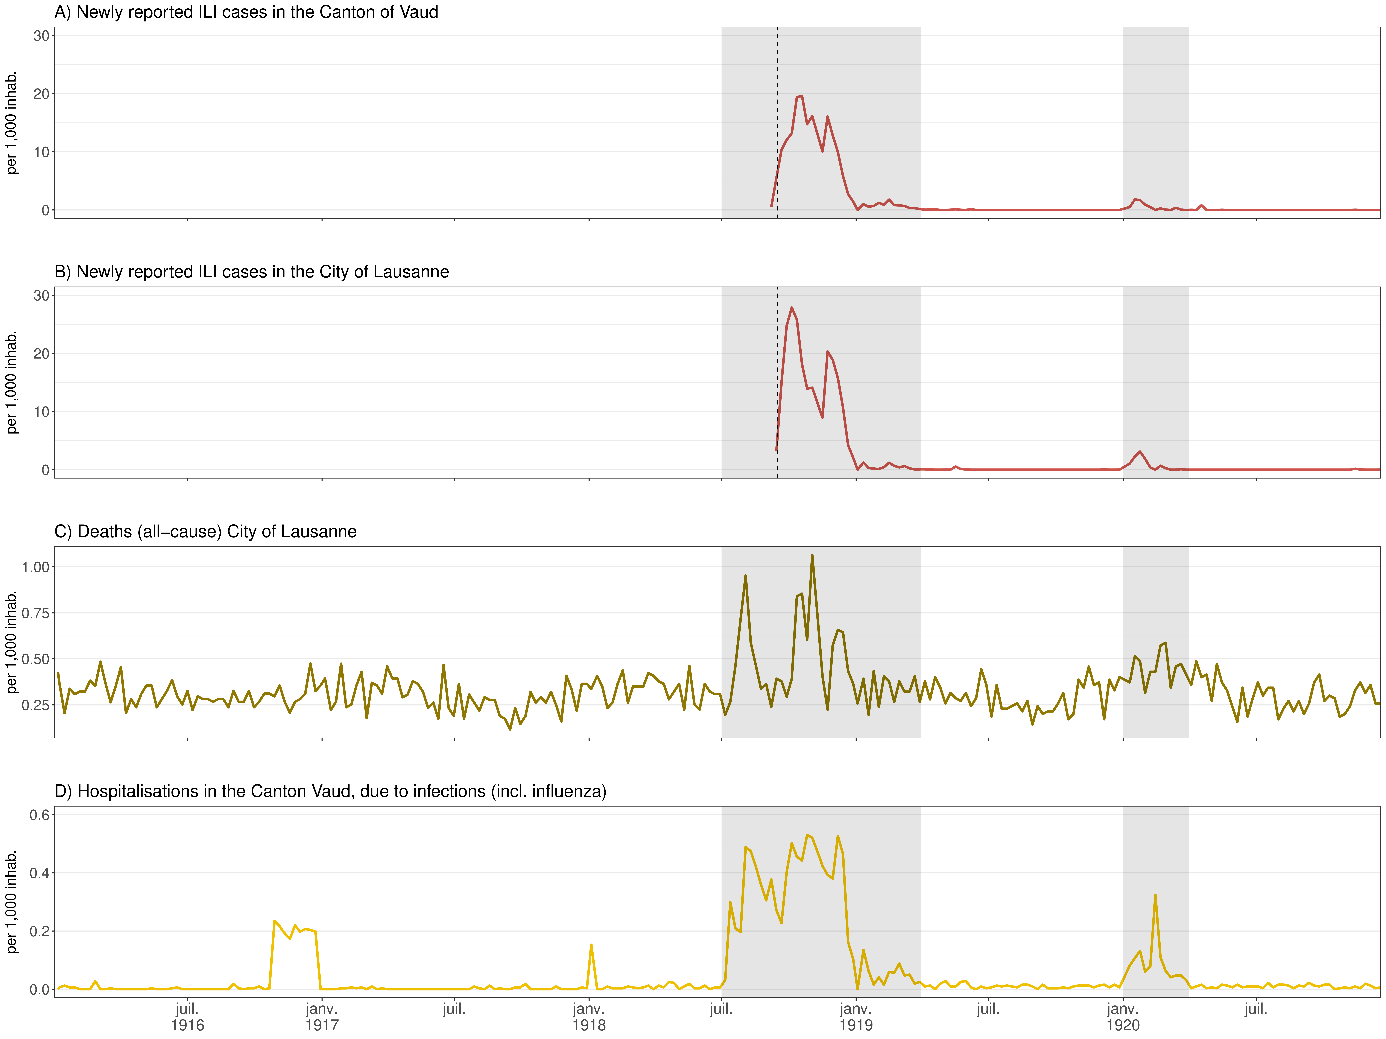 A) Newly reported ILI cases in the Canton of Vaud
per 1,000 inhab.
30
20
10
0
B) Newly reported ILI cases in the City of Lausanne
per 1,000 inhab.
30
20
10
0
C) Deaths (all−cause) City of Lausanne
per 1,000 inhab.
1.00
0.75
0.50
0.25
D) Hospitalisations in the Canton Vaud, due to infections (incl. influenza)
per 1,000 inhab.
0.6
0.4
0.2
0.0
juil. janv. juil. janv. juil. janv. juil. janv. juil.
1916 1917 1918 1919 1920